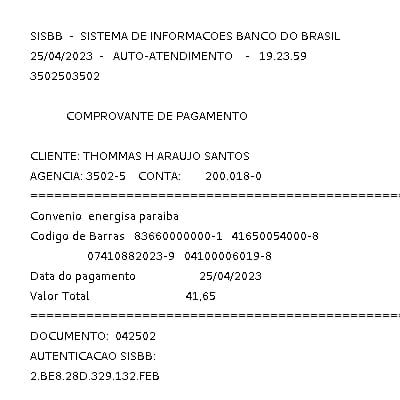 SISBB - SISTEMA DE INFORMACOES BANCO DO BRASIL
25/04/2023 - AUTO-ATENDIMENTO - 19.23.59
3502503502
COMPROVANTE DE PAGAMENTO
CLIENTE: THOMMAS H ARAUJO SANTOS
AGENCIA: 3502-5 CONTA: 200.018-0
================================================
Convenio energisa paraiba
Codigo de Barras 83660000000-1 41650054000-8
07410882023-9 04100006019-8
Data do pagamento 25/04/2023
Valor Total 41,65
================================================
DOCUMENTO: 042502
AUTENTICACAO SISBB:
2.BE8.28D.329.132.FEB